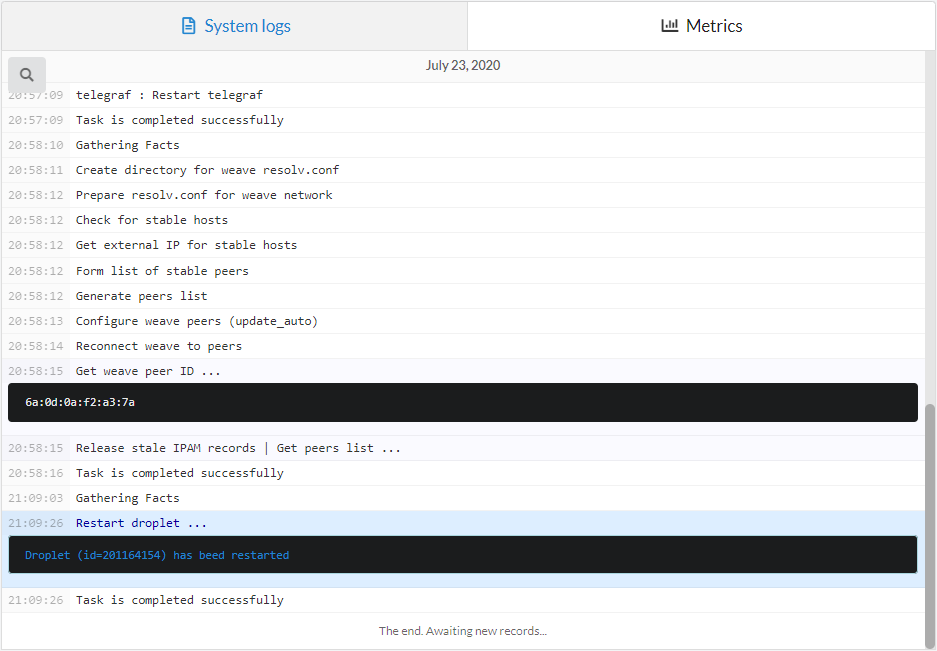 System logs
Metrics
July 23, 2020
20:57:09 telegraf : Restart telegraf
20:57:09 Task is completed successfully
20:58:10 Gathering Facts
20:58:11 Create directory for weave resolv.conf
20:58:12 Prepare resolv.conf for weave network
20:58:12 Check for stable hosts
20:58:12 Get external IP for stable hosts
20:58:12 Form list of stable peers
20:58:12 Generate peers list
20:58:13 Configure weave peers (update_auto)
20:58:14 Reconnect weave to peers
20:58:15 Get weave peer ID ...
6a:0d:0a:f2:a3:7a
20:58:15 Release stale IPAM records | Get peers list ...
20:58:16 Task is completed successfully
21:09:03 Gathering Facts
21:09:26 Restart droplet ...
Droplet (id=201164154) has beed restarted
21:09:26 Task is completed successfully
The end. Awaiting new records...